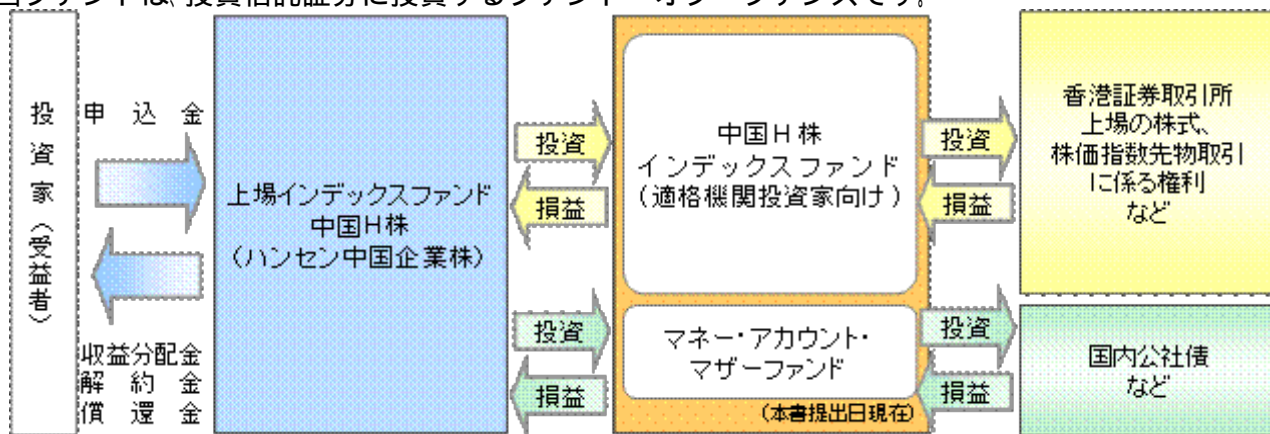 当ファンドは、投資信託証券に投資するファンド・オブ・ファンズです。
投資家（受益者）
申込金
収益分配金
解約金
償還金
上場インデックスファンド
中国H株
（ハンセン中国企業株）
投資
損益
投資
損益
中国H株
インデックスファンド
（適格機関投資家向け）
マネー・アカウント・
マザーファンド
（本書提出日現在）
投資
損益
投資
損益
香港証券取引所
上場の株式、
株価指数先物取引
に係る権利
など
国内公社債
など